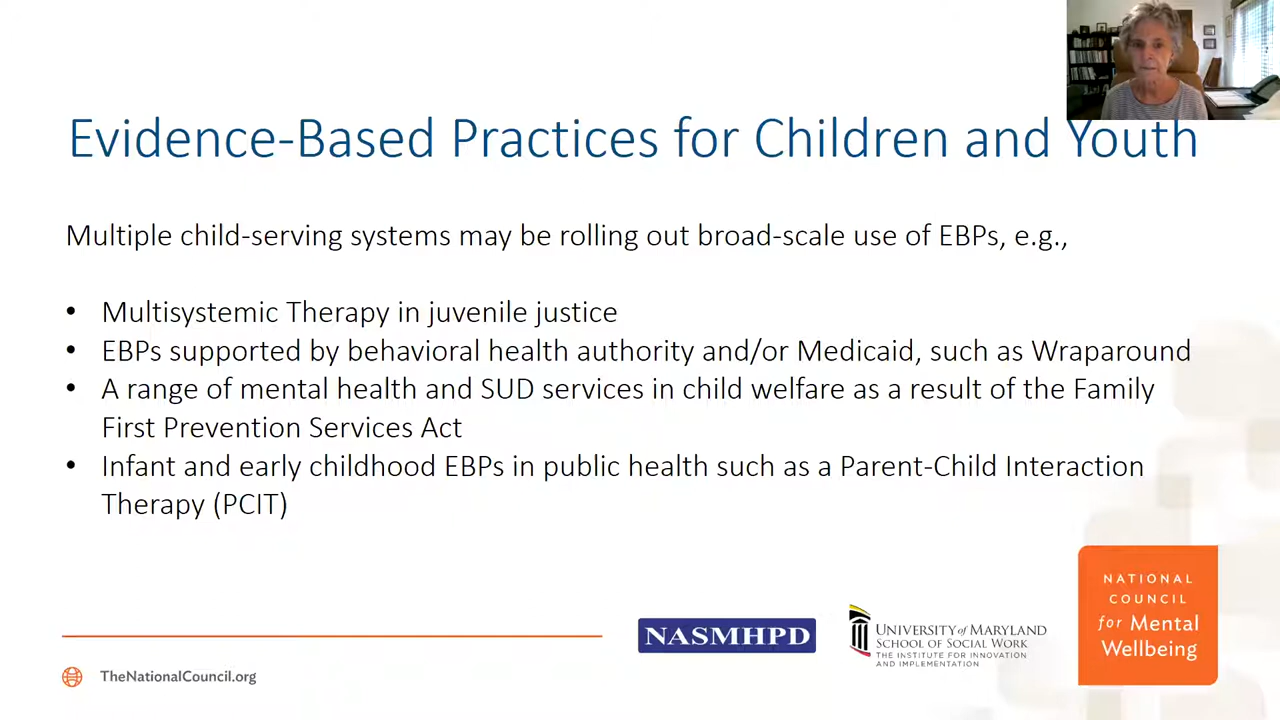 Evidence-Based Practices for Children and Youth
Multiple child-serving systems may be rolling out broad-scale use of EBPs, e.g.,
• Multisystemic Therapy in juvenile justice
• EBPs supported by behavioral health authority and/or Medicaid, such as Wraparound
• A range of mental health and SUD services in child welfare as a result of the Family
First Prevention Services Act
• Infant and early childhood EBPs in public health such as a Parent-Child Interaction
Therapy (PCIT)
NASMHPD
UNIVERSITY of MARYLAND
SCHOOL OF SOCIAL WORK
THE INSTITUTE FOR INNOVATION
AND IMPLEMENTATION
NATIONAL
COUNCIL
for Mental
Wellbeing
TheNationalCouncil.org